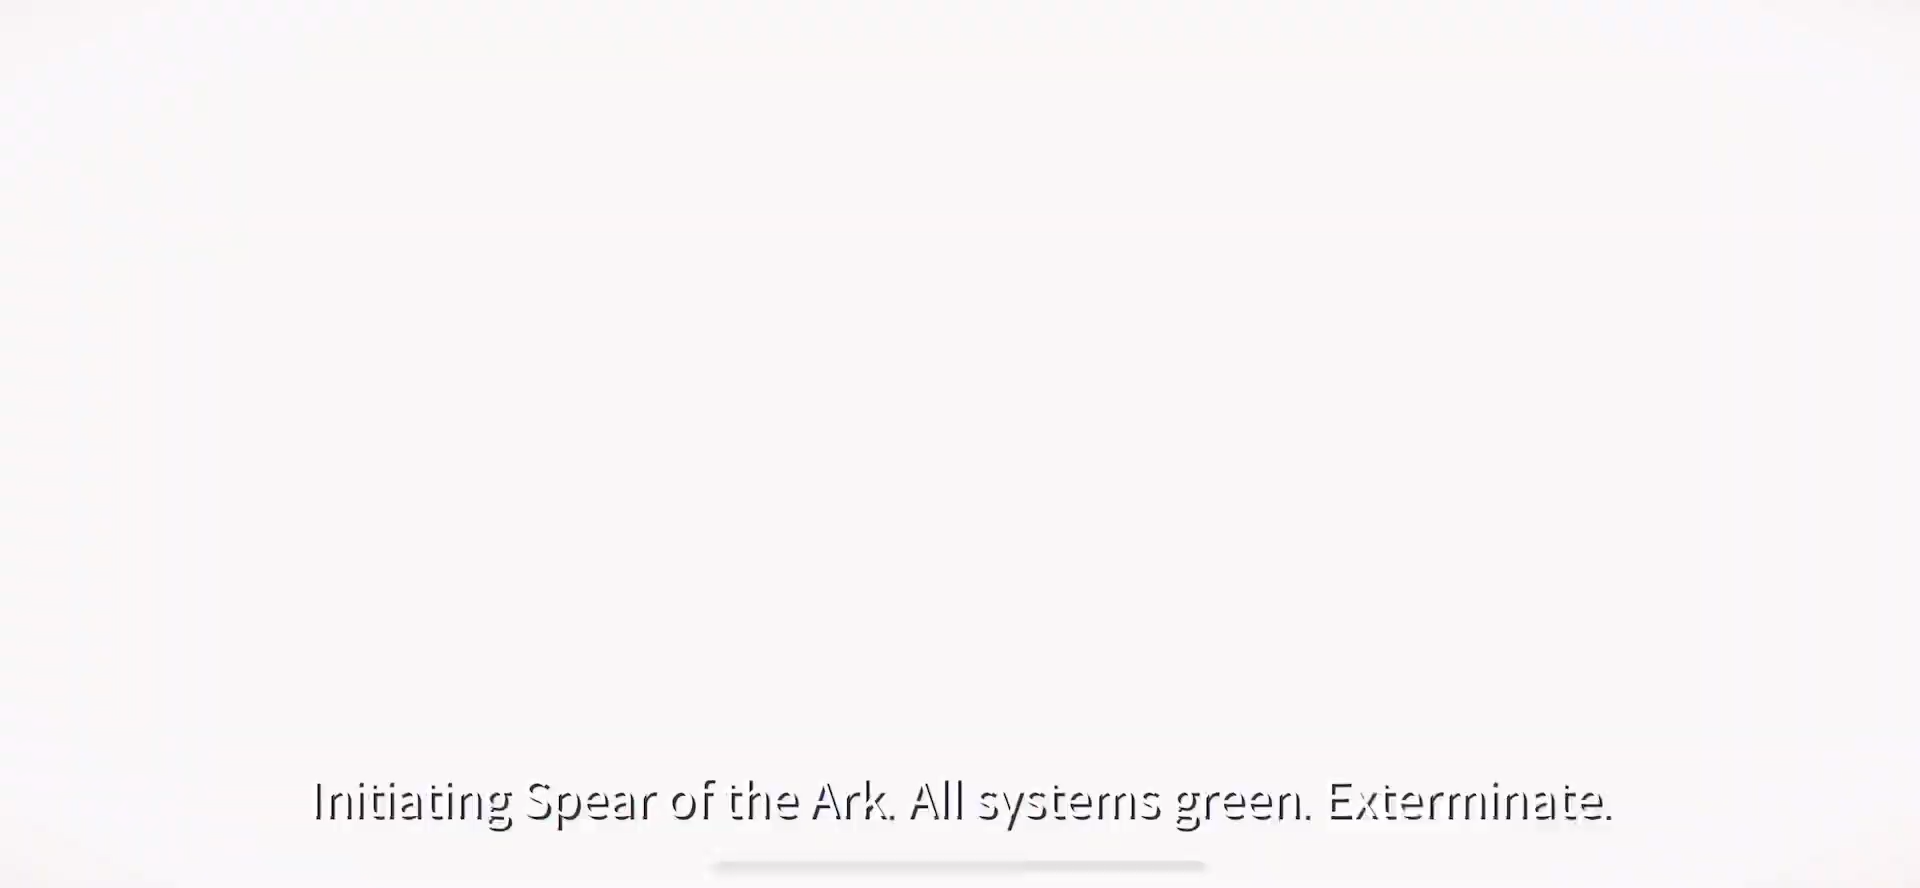 Initiating Spear of the Ark. All systems green. Exterminate.